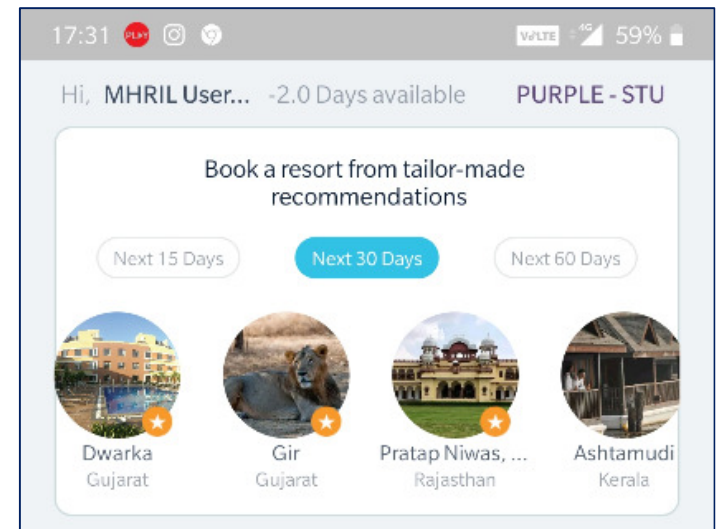 17:31 PLAY VoLTE 4G 59%
Hi, MHRIL User... -2.0 Days available PURPLE - STU
Book a resort from tailor-made
recommendations
Next 15 Days Next 30 Days Next 60 Days
Dwarka Gir Pratap Niwas, ... Ashtamudi
Gujarat Gujarat Rajasthan Kerala